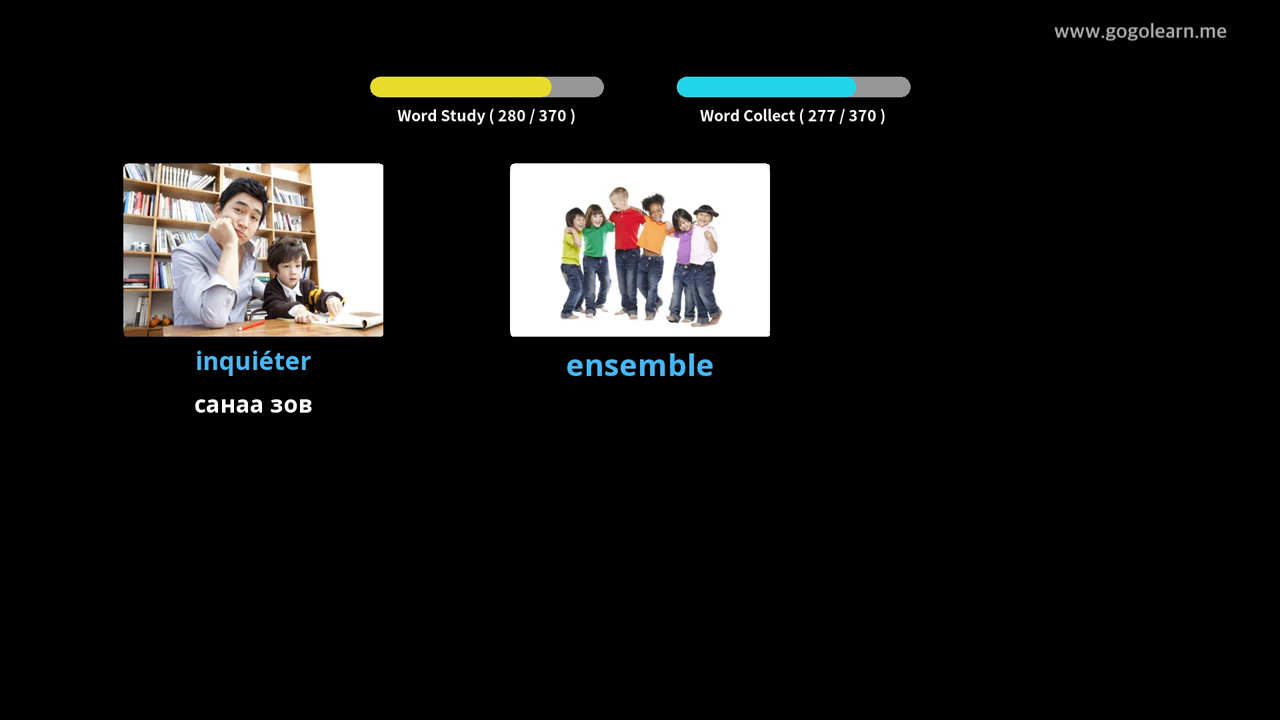 www.gogolearn.me
Word Study ( 280 / 370 )
Word Collect ( 277 / 370 )
inquiéter
санаа зов
ensemble